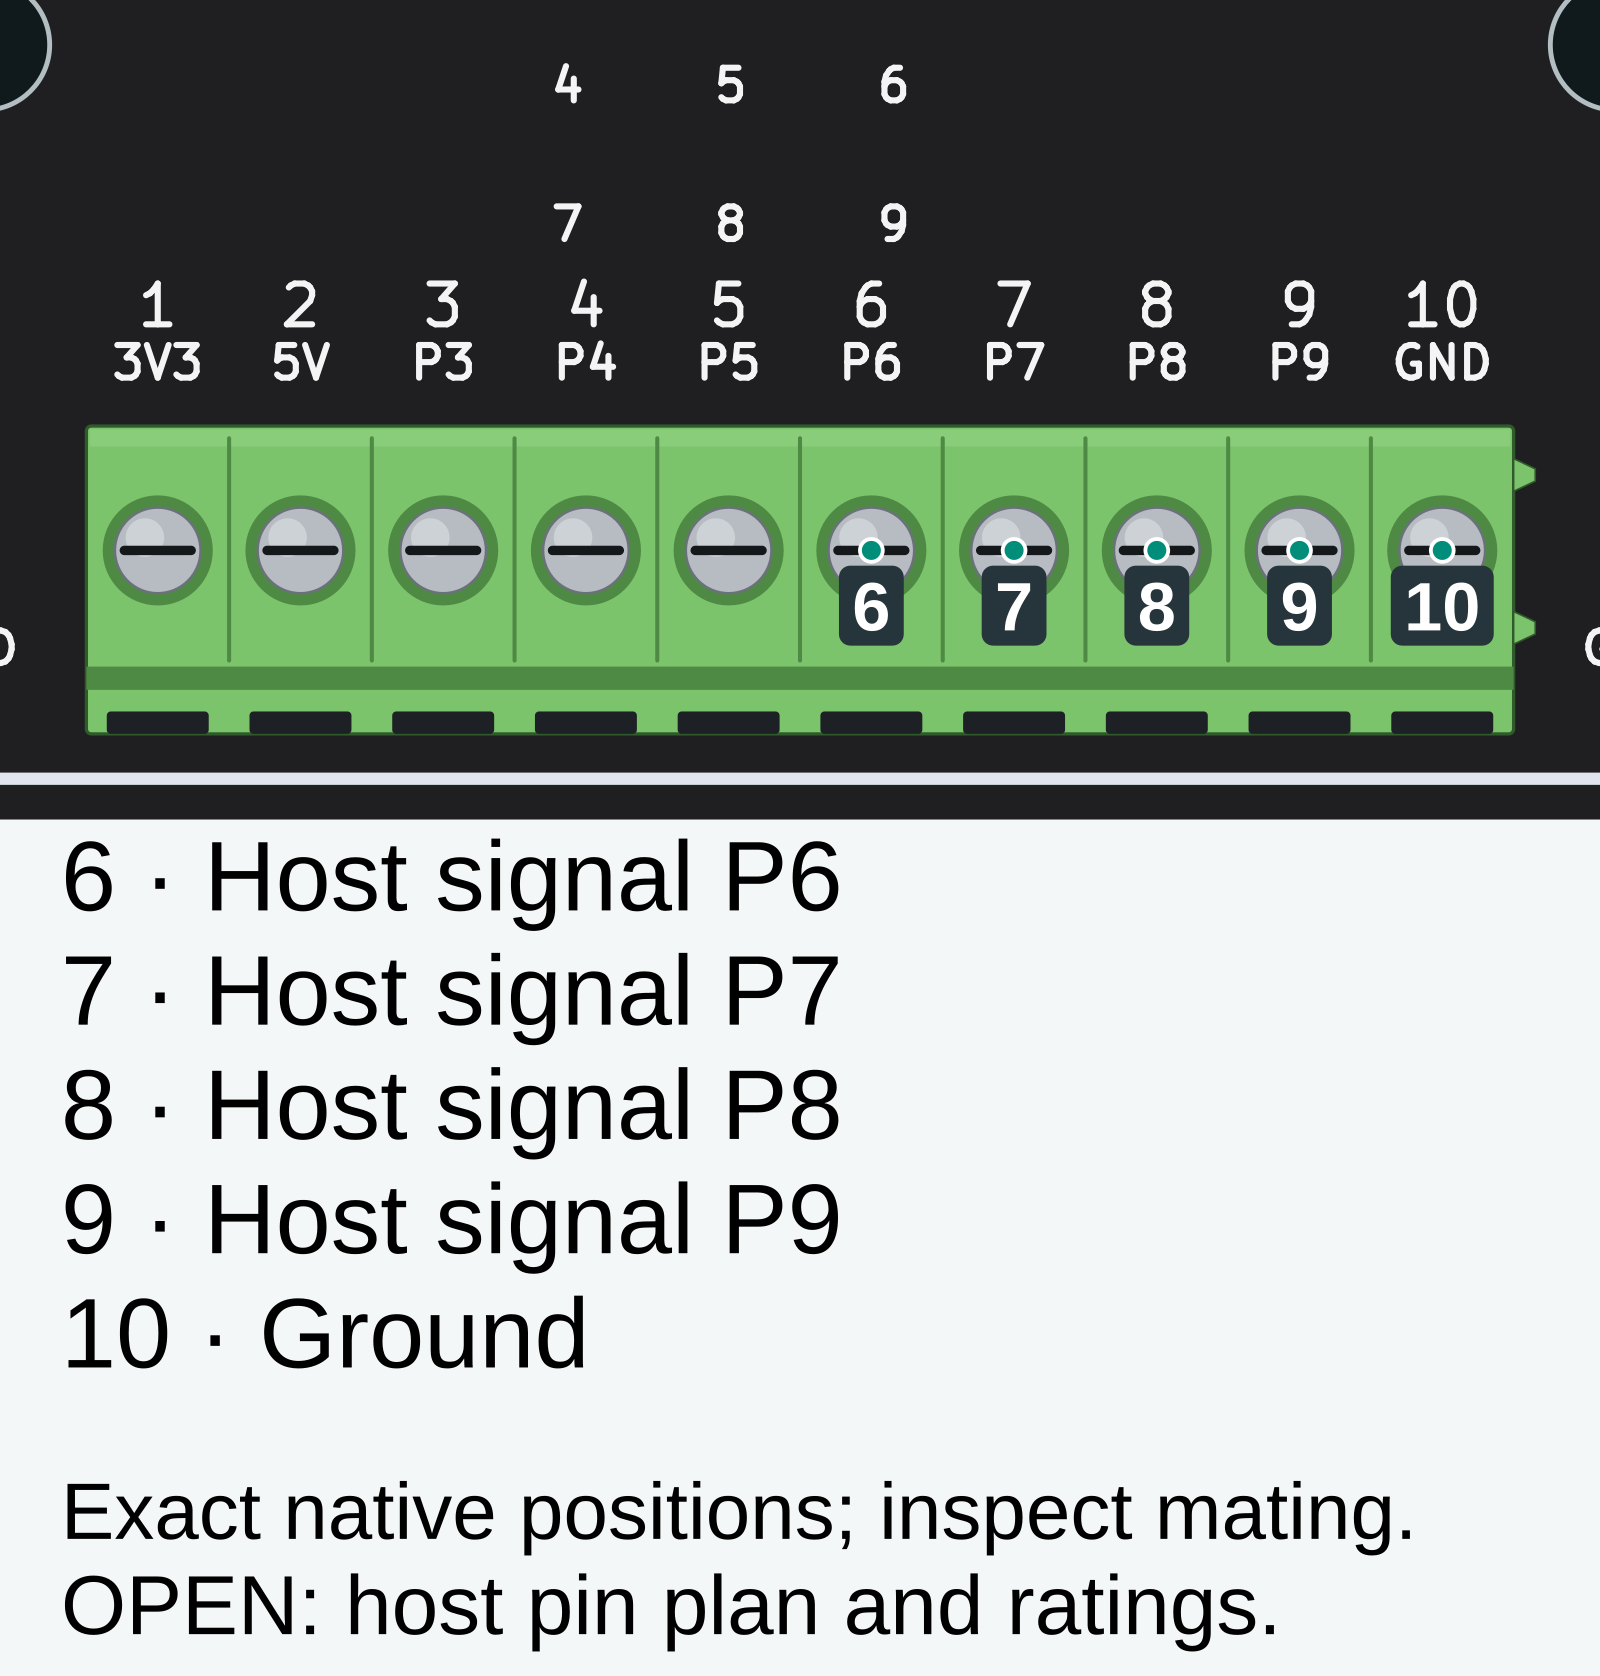 4 5 6
7 8 9
1 2 3 4 5 6 7 8 9 10
3V3 5V P3 P4 P5 P6 P7 P8 P9 GND
6 7 8 9 10
6 · Host signal P6
7 · Host signal P7
8 · Host signal P8
9 · Host signal P9
10 · Ground
Exact native positions; inspect mating.
OPEN: host pin plan and ratings.